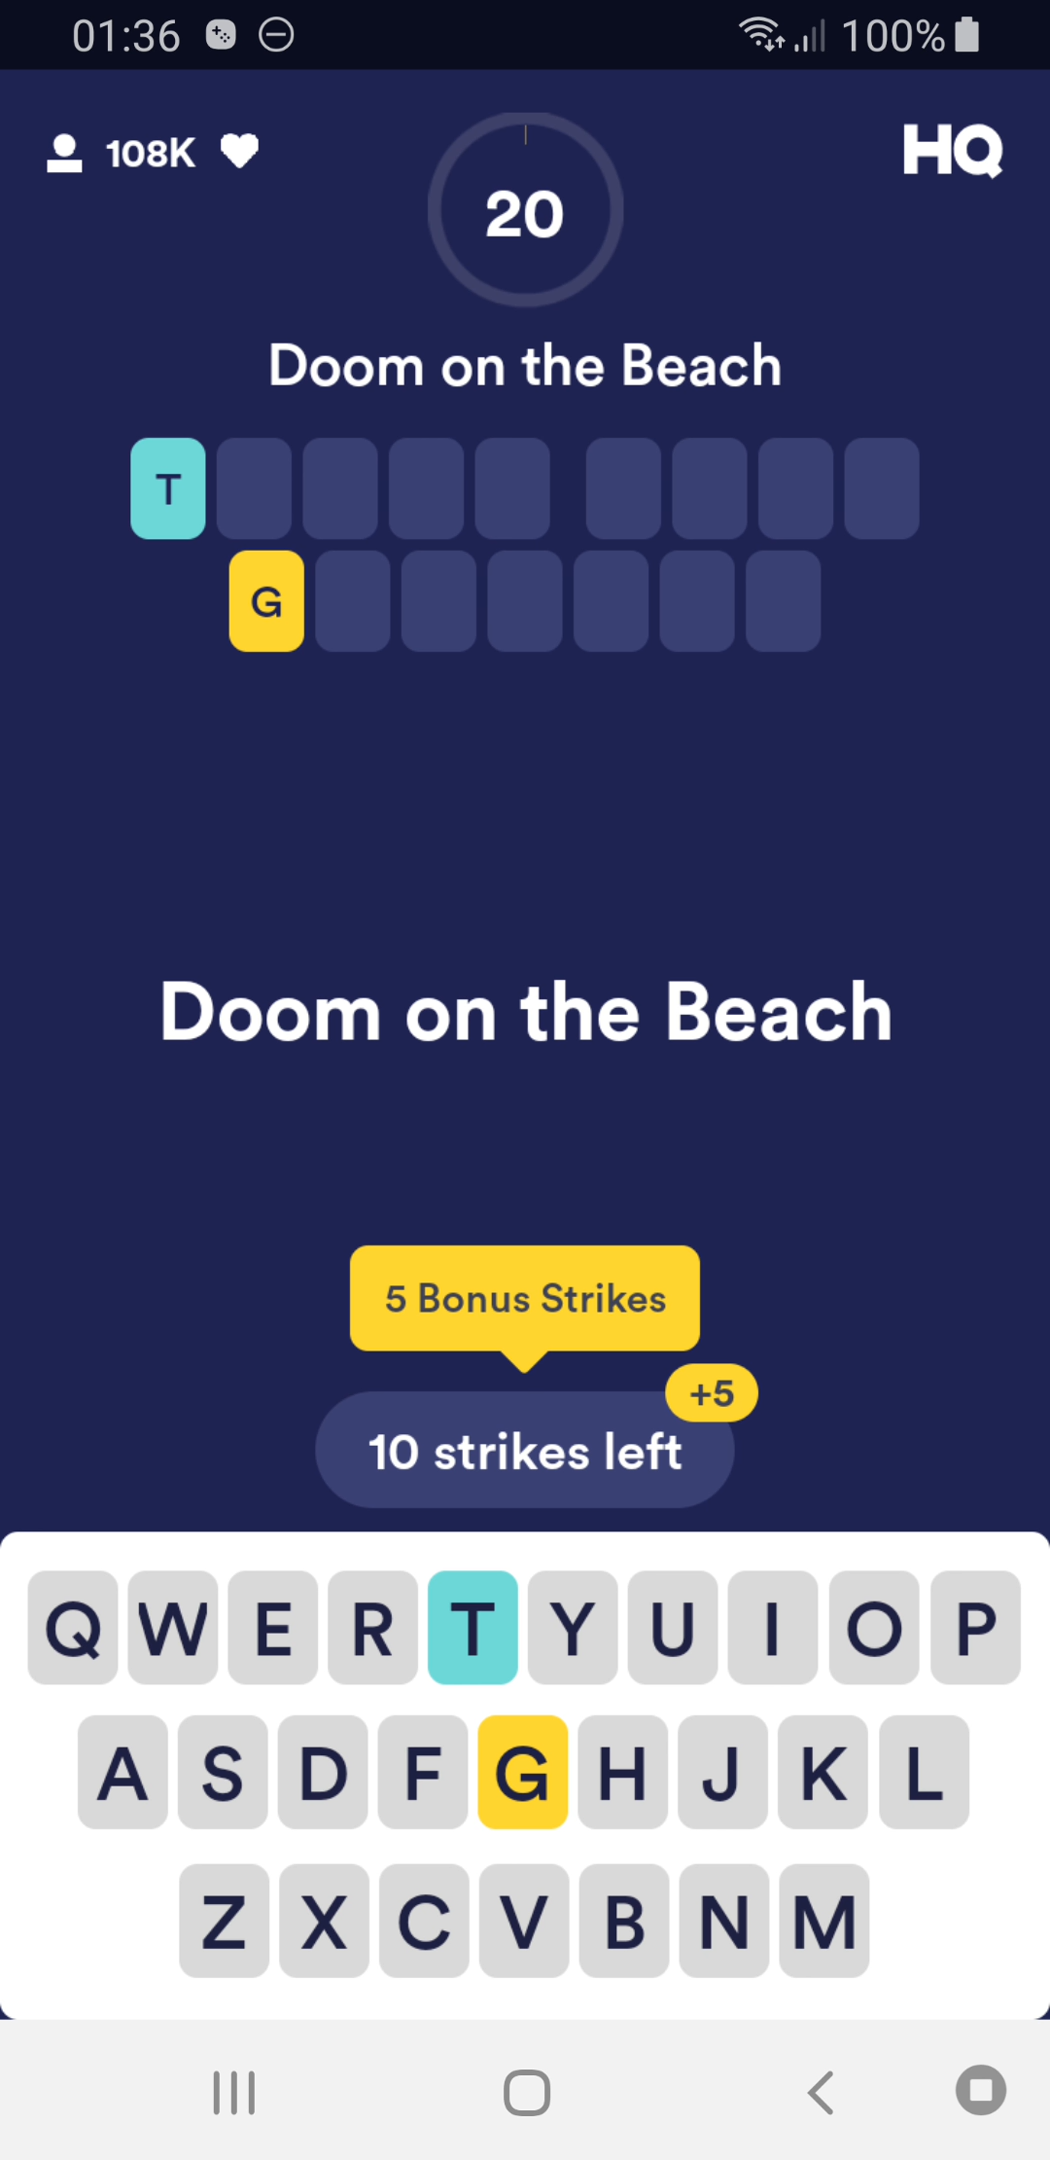 01:36 100%
108K HQ
20
Doom on the Beach
T
G
Doom on the Beach
5 Bonus Strikes
+5
10 strikes left
Q W E R T Y U I O P
A S D F G H J K L
Z X C V B N M